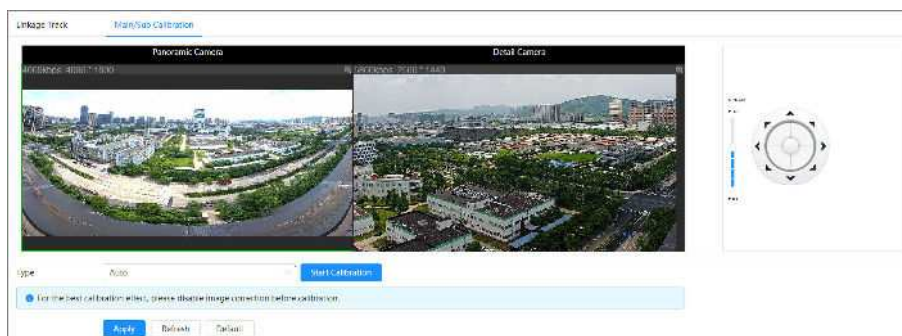 Linkage Track Main/Sub Calibration
Panoramic Camera Detail Camera
Type Auto Start Calibration
For the best calibration effect, please disable image correction before calibration.
Apply Refresh Default